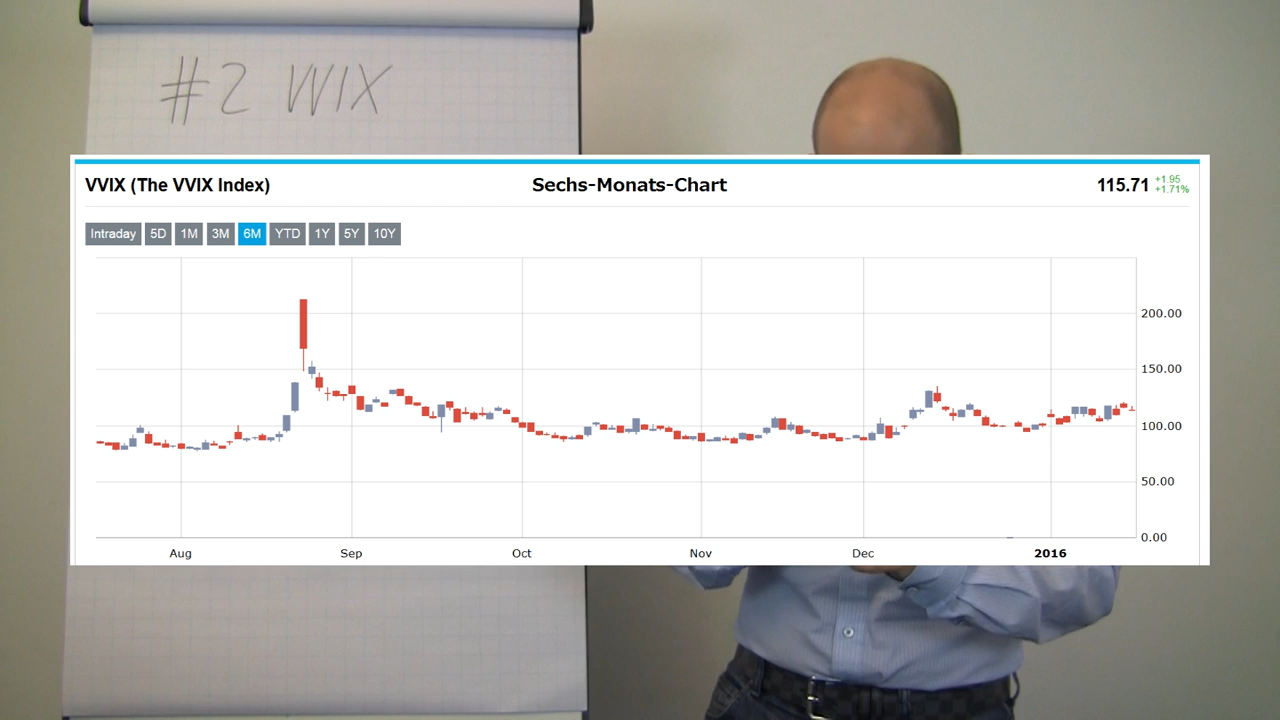 #2 VVIX
VVIX (The VVIX Index)
Sechs-Monats-Chart
115.71
+1.95
+1.71%
Intraday 5D 1M 3M 6M YTD 1Y 5Y 10Y
200.00
150.00
100.00
50.00
0.00
Aug Sep Oct Nov Dec 2016